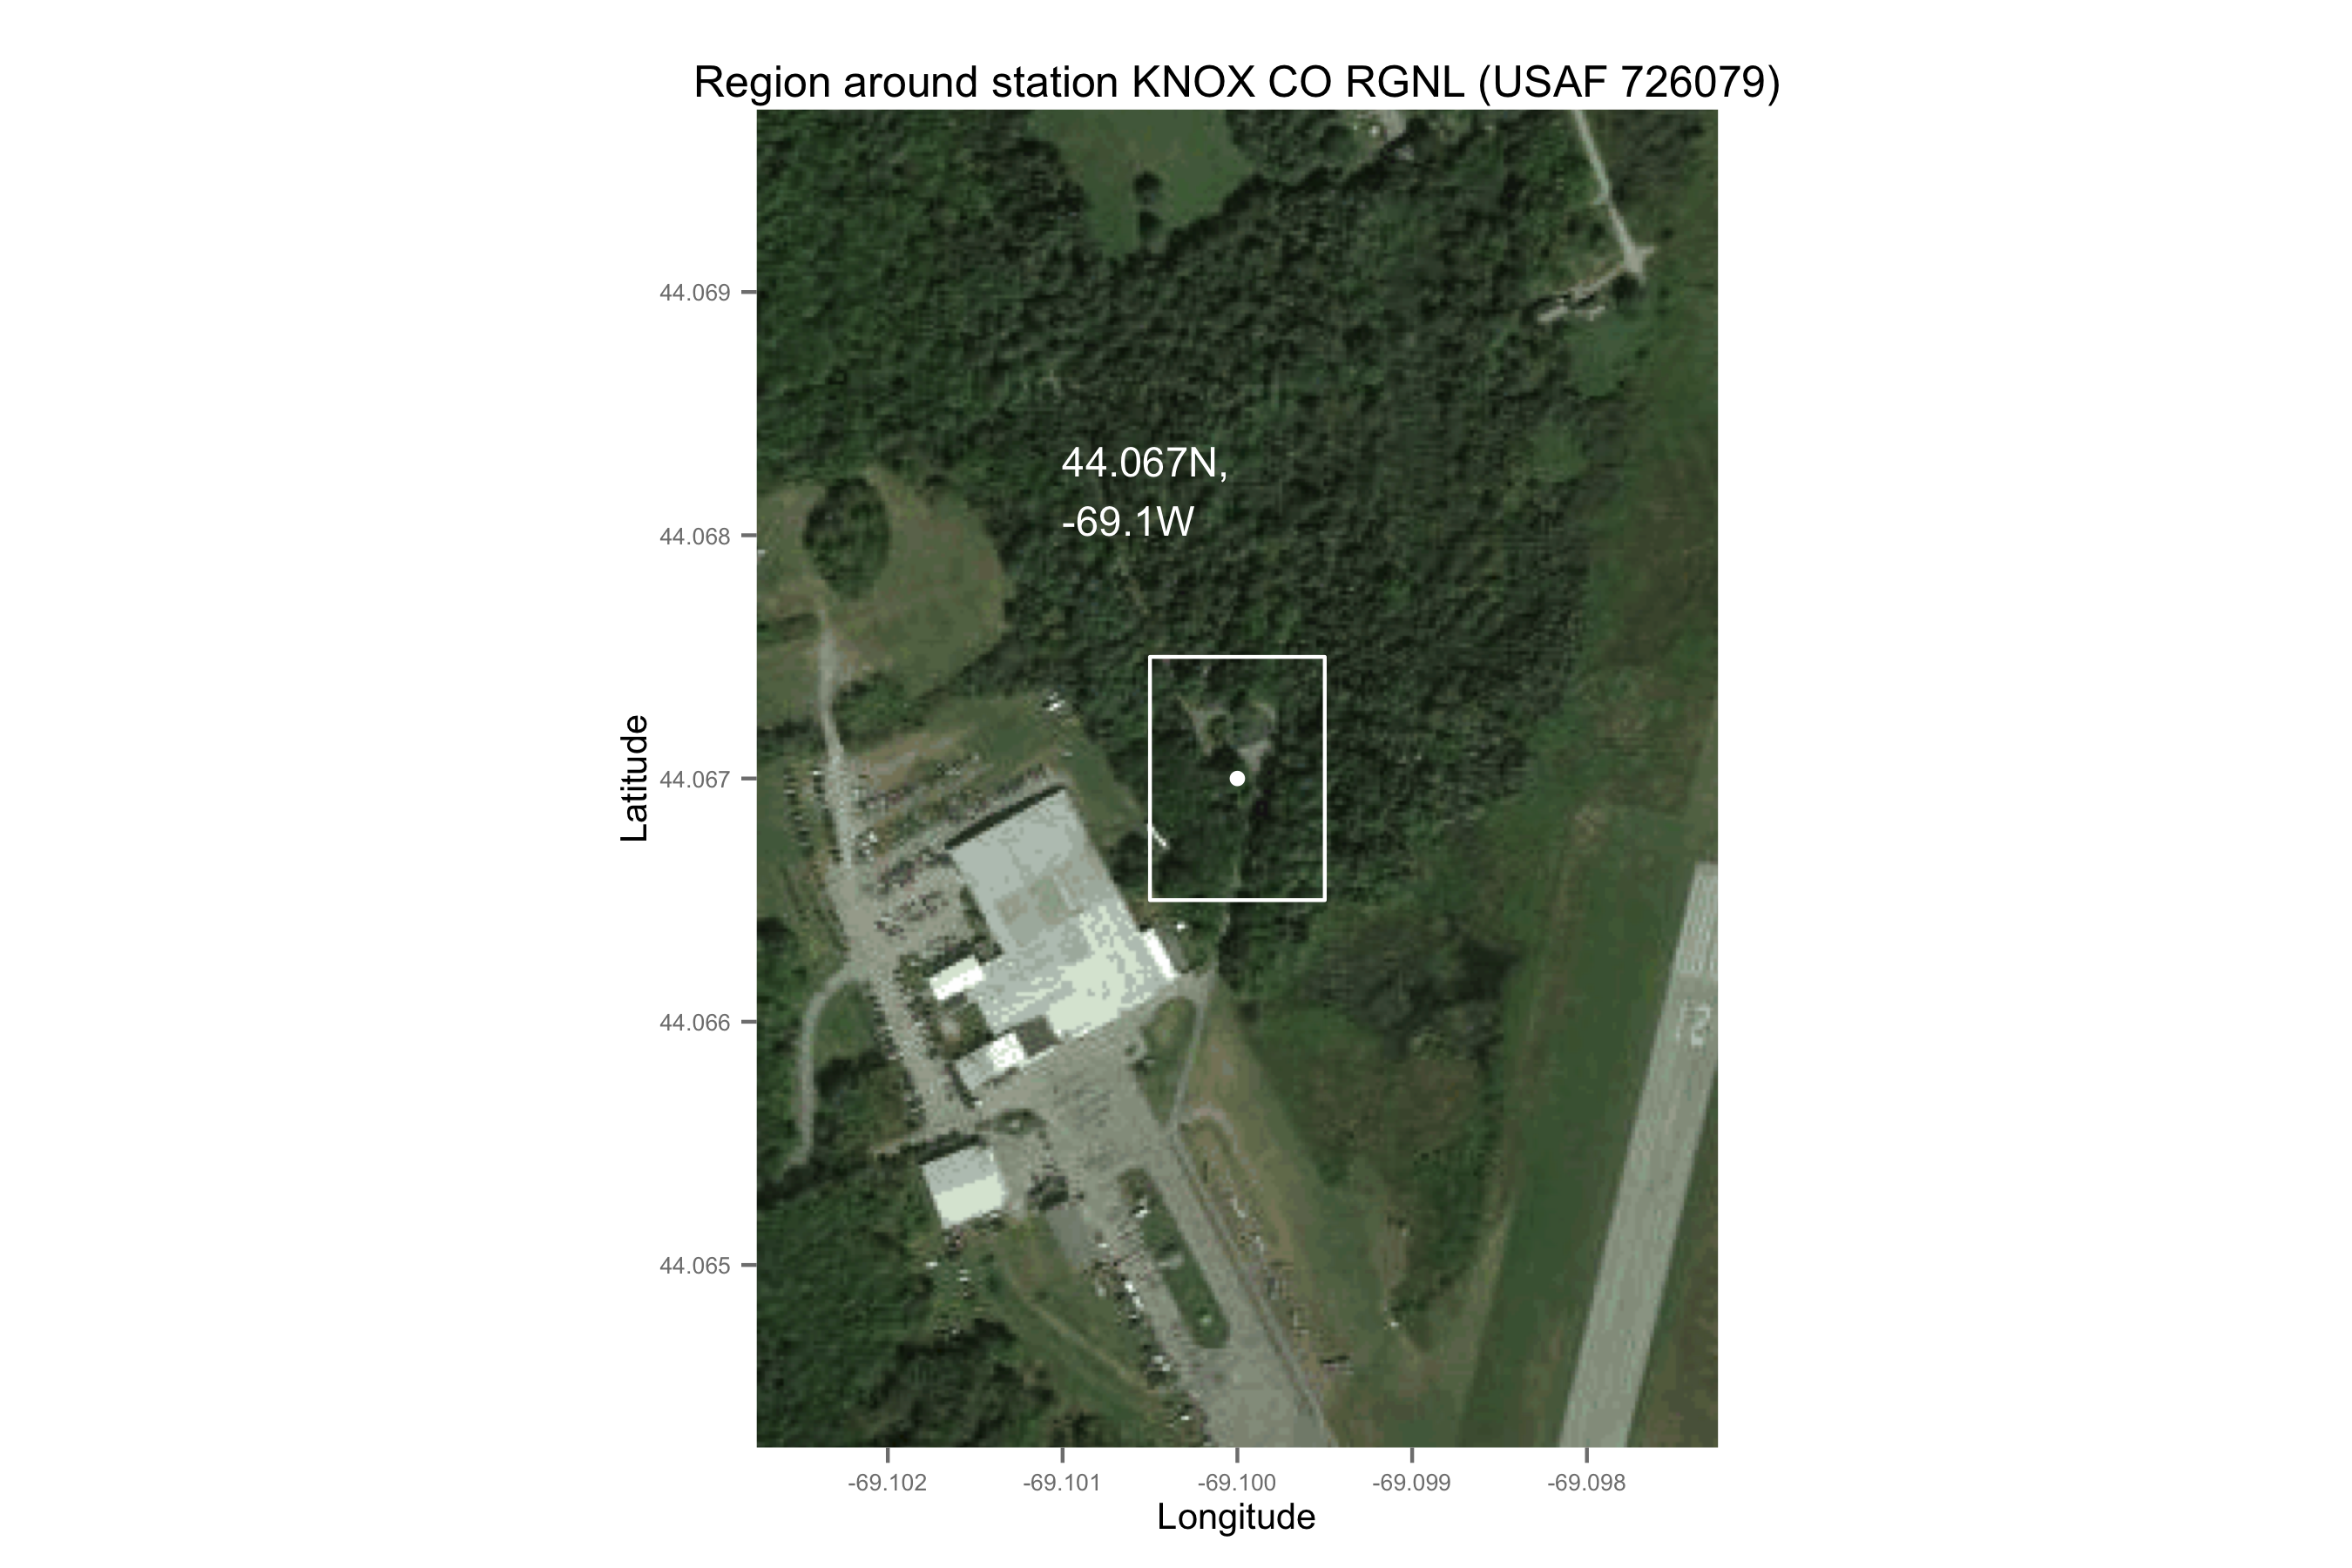 Region around station KNOX CO RGNL (USAF 726079)
44.069
44.067N,
-69.1W
44.068
Latitude
44.067
44.066
44.065
-69.102
-69.101
-69.100
-69.099
-69.098
Longitude